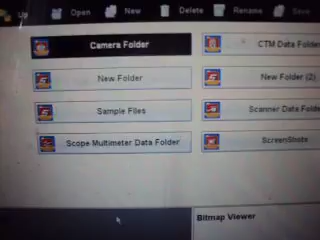 Up Open New Delete Rename Save
Camera Folder
CTM Data Folde
New Folder
New Folder (2)
Sample Files
Scanner Data Folde
Scope Multimeter Data Folder
ScreenShots
Bitmap Viewer